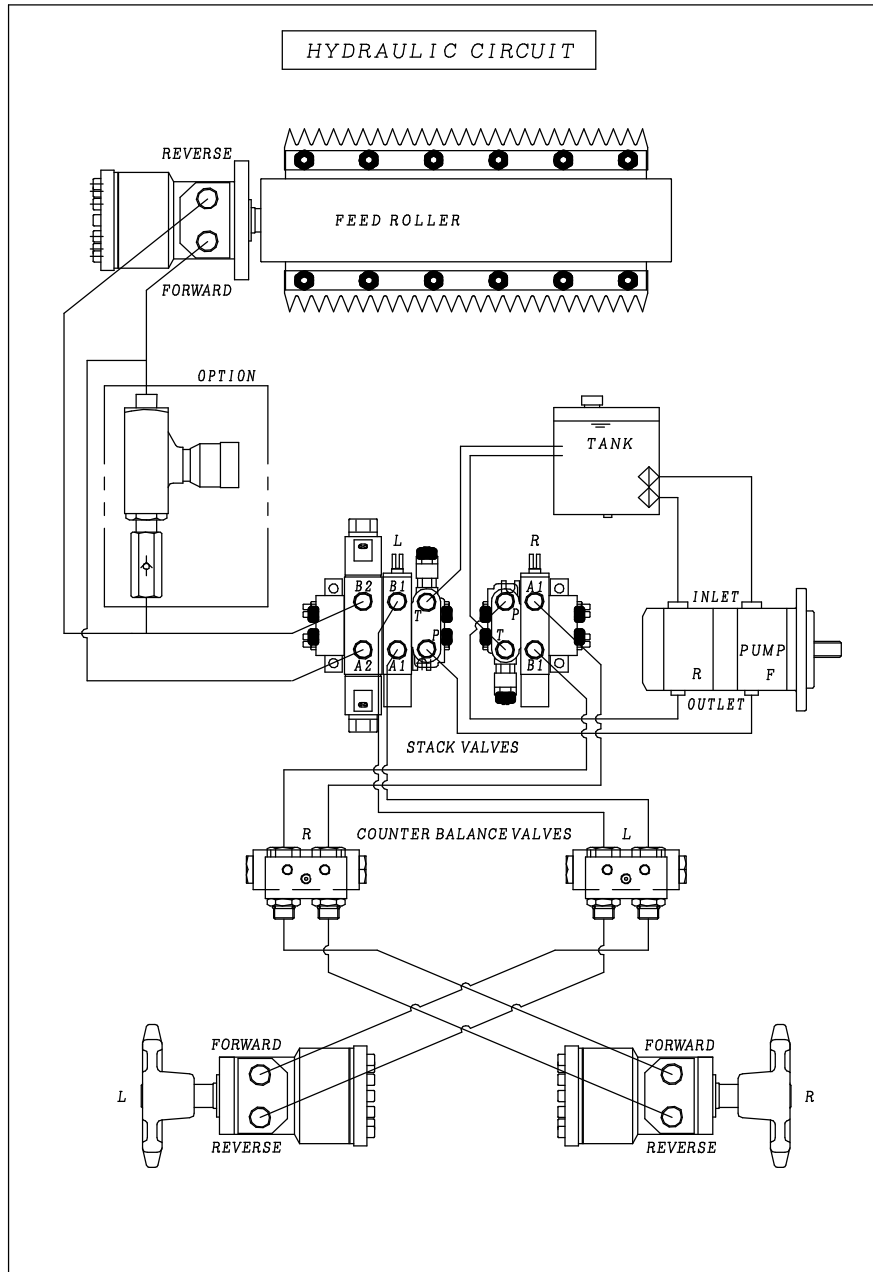 HYDRAULIC CIRCUIT
REVERSE
FEED ROLLER
FORWARD
OPTION
TANK
L
R
B2 B1
A1
INLET
T
P
P
T
PUMP
A2 A1
B1
R F
OUTLET
STACK VALVES
R COUNTER BALANCE VALVES L
FORWARD
FORWARD
L
R
REVERSE
REVERSE